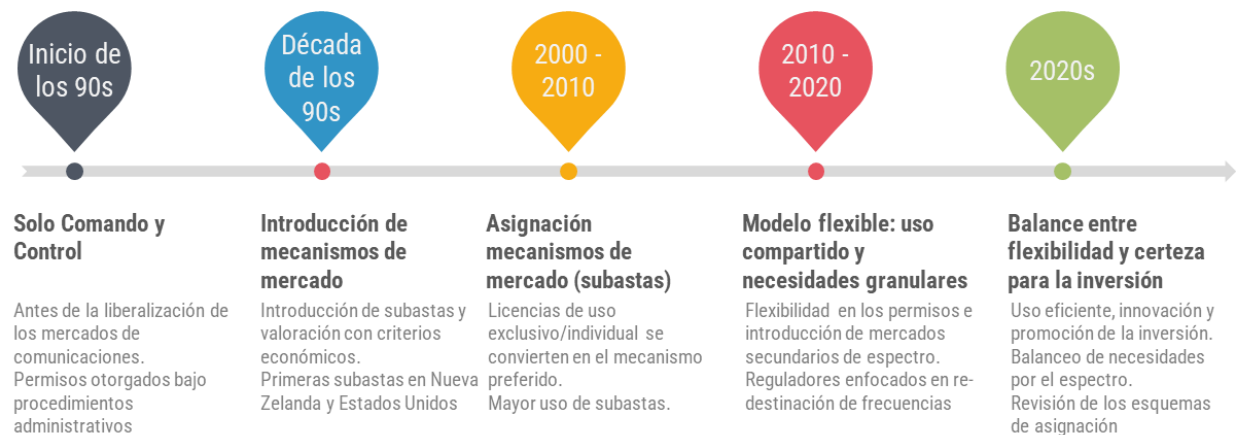 Inicio de
los 90s
Década
de los
90s
2000 -
2010
2010 -
2020
2020s
Solo Comando y
Control
Antes de la liberalización de
los mercados de
comunicaciones.
Permisos otorgados bajo
procedimientos
administrativos
Introducción de
mecanismos de
mercado
Introducción de subastas y
valoración con criterios
económicos.
Primeras subastas en Nueva
Zelanda y Estados Unidos
Asignación
mecanismos de
mercado (subastas)
Licencias de uso
exclusivo/individual se
convierten en el mecanismo
preferido.
Mayor uso de subastas.
Modelo flexible: uso
compartido y
necesidades granulares
Flexibilidad en los permisos e
introducción de mercados
secundarios de espectro.
Reguladores enfocados en re-
destinación de frecuencias
Balance entre
flexibilidad y certeza
para la inversión
Uso eficiente, innovación y
promoción de la inversión.
Balanceo de necesidades
por el espectro.
Revisión de los esquemas
de asignación